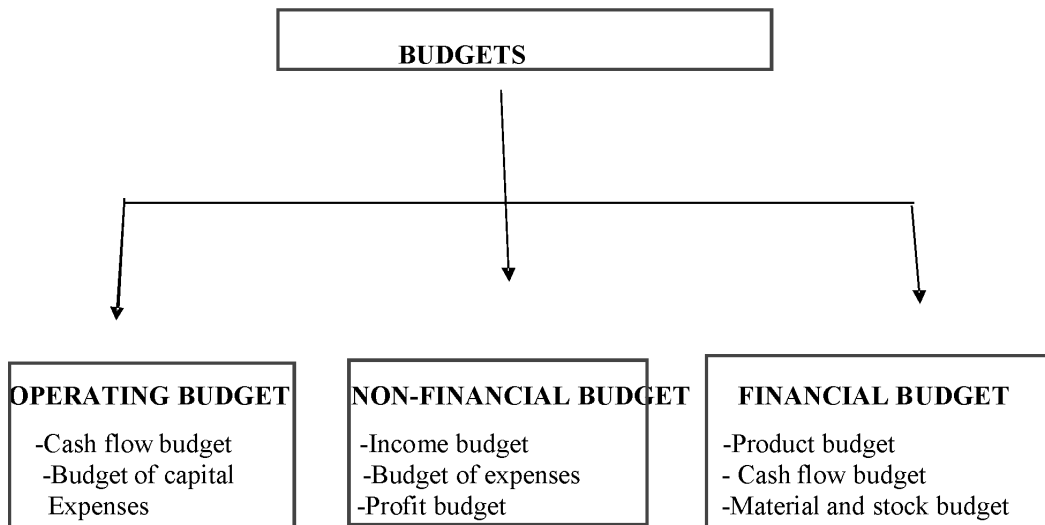 BUDGETS
OPERATING BUDGET
-Cash flow budget
-Budget of capital
Expenses
NON-FINANCIAL BUDGET
-Income budget
-Budget of expenses
-Profit budget
FINANCIAL BUDGET
-Product budget
- Cash flow budget
-Material and stock budget